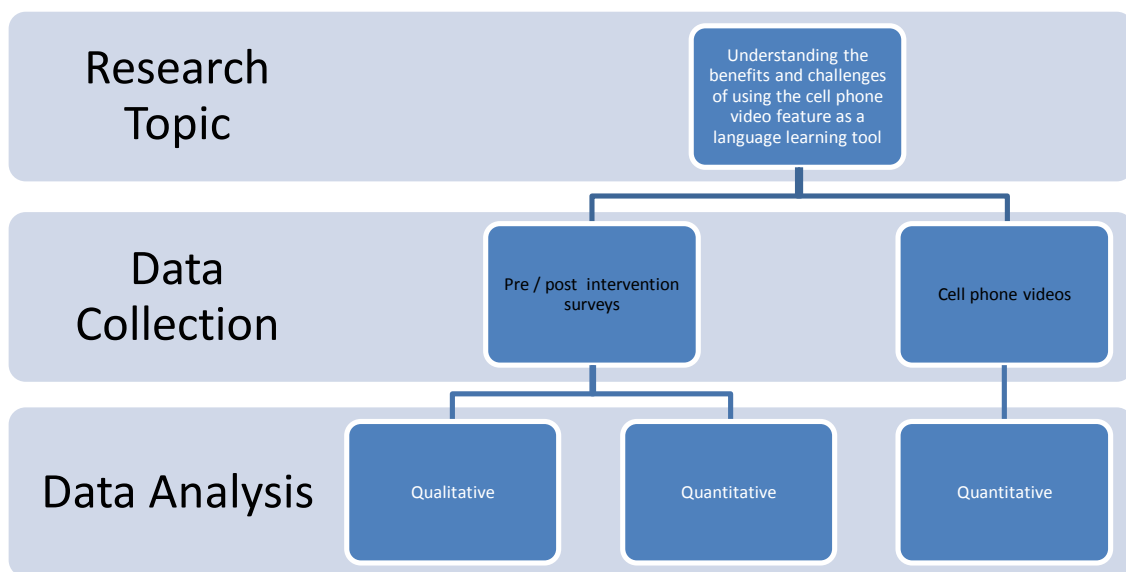 Research
Topic
Understanding the
benefits and challenges
of using the cell phone
video feature as a
language learning tool
Data
Collection
Pre / post intervention
surveys
Cell phone videos
Data Analysis
Qualitative
Quantitative
Quantitative